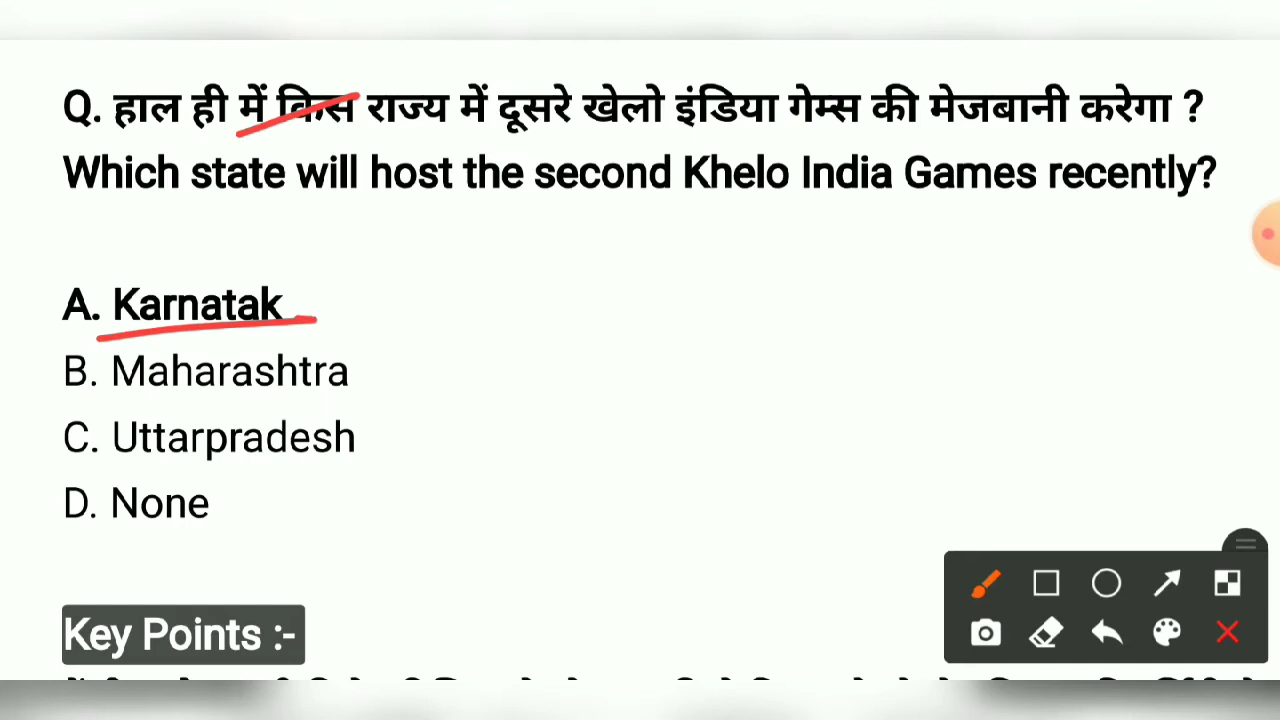 Q. हाल ही में किस राज्य में दूसरे खेलो इंडिया गेम्स की मेजबानी करेगा ?
Which state will host the second Khelo India Games recently?
A. Karnatak
B. Maharashtra
C. Uttarpradesh
D. None
Key Points :-